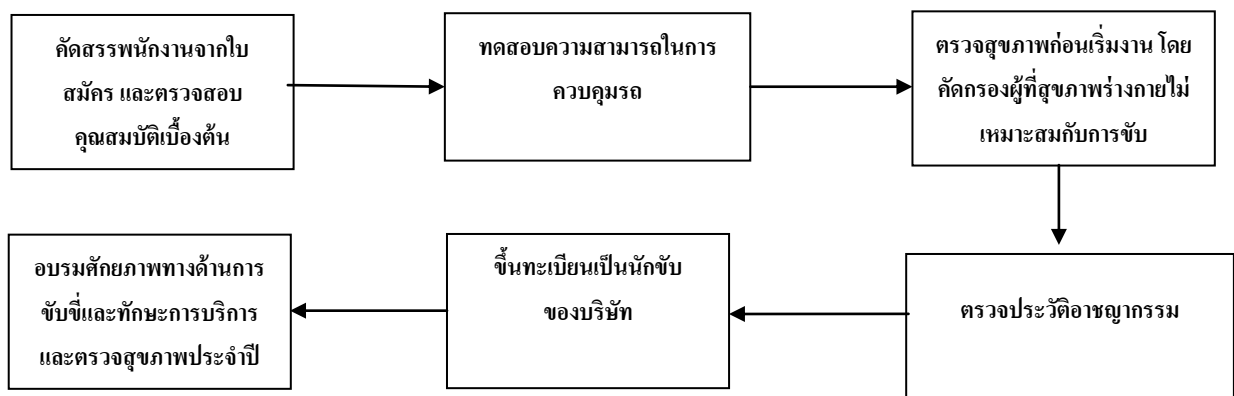 คัดสรรพนักงานจากใบ
สมัคร และตรวจสอบ
คุณสมบัติเบื้องต้น
ทดสอบความสามารถในการ
ควบคุมรถ
ตรวจสุขภาพก่อนเริ่มงาน โดย
คัดกรองผู้ที่สุขภาพร่างกายไม่
เหมาะสมกับการขับ
ตรวจประวัติอาชญากรรม
ขึ้นทะเบียนเป็นนักขับ
ของบริษัท
อบรมศักยภาพทางด้านการ
ขับขี่และทักษะการบริการ
และตรวจสุขภาพประจำปี